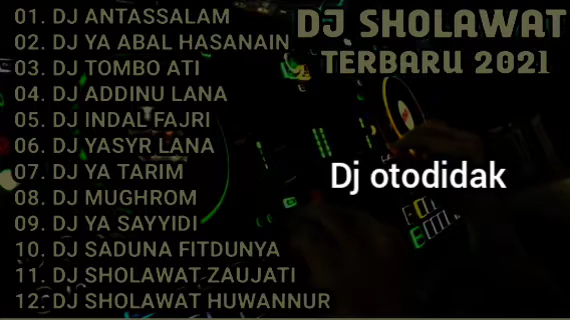 01. DJ ANTASSALAM
02. DJ YA ABAL HASANAIN
03. DJ TOMBO ATI
04. DJ ADDINU LANA
05. DJ INDAL FAJRI
06. DJ YASYR LANA
07. DJ YA TARIM
08. DJ MUGHROM
09. DJ YA SAYYIDI
10. DJ SADUNA FITDUNYA
11. DJ SHOLAWAT ZAUJATI
12. DJ SHOLAWAT HUWANNUR
DJ SHOLAWAT
TERBARU 2021
Dj otodidak